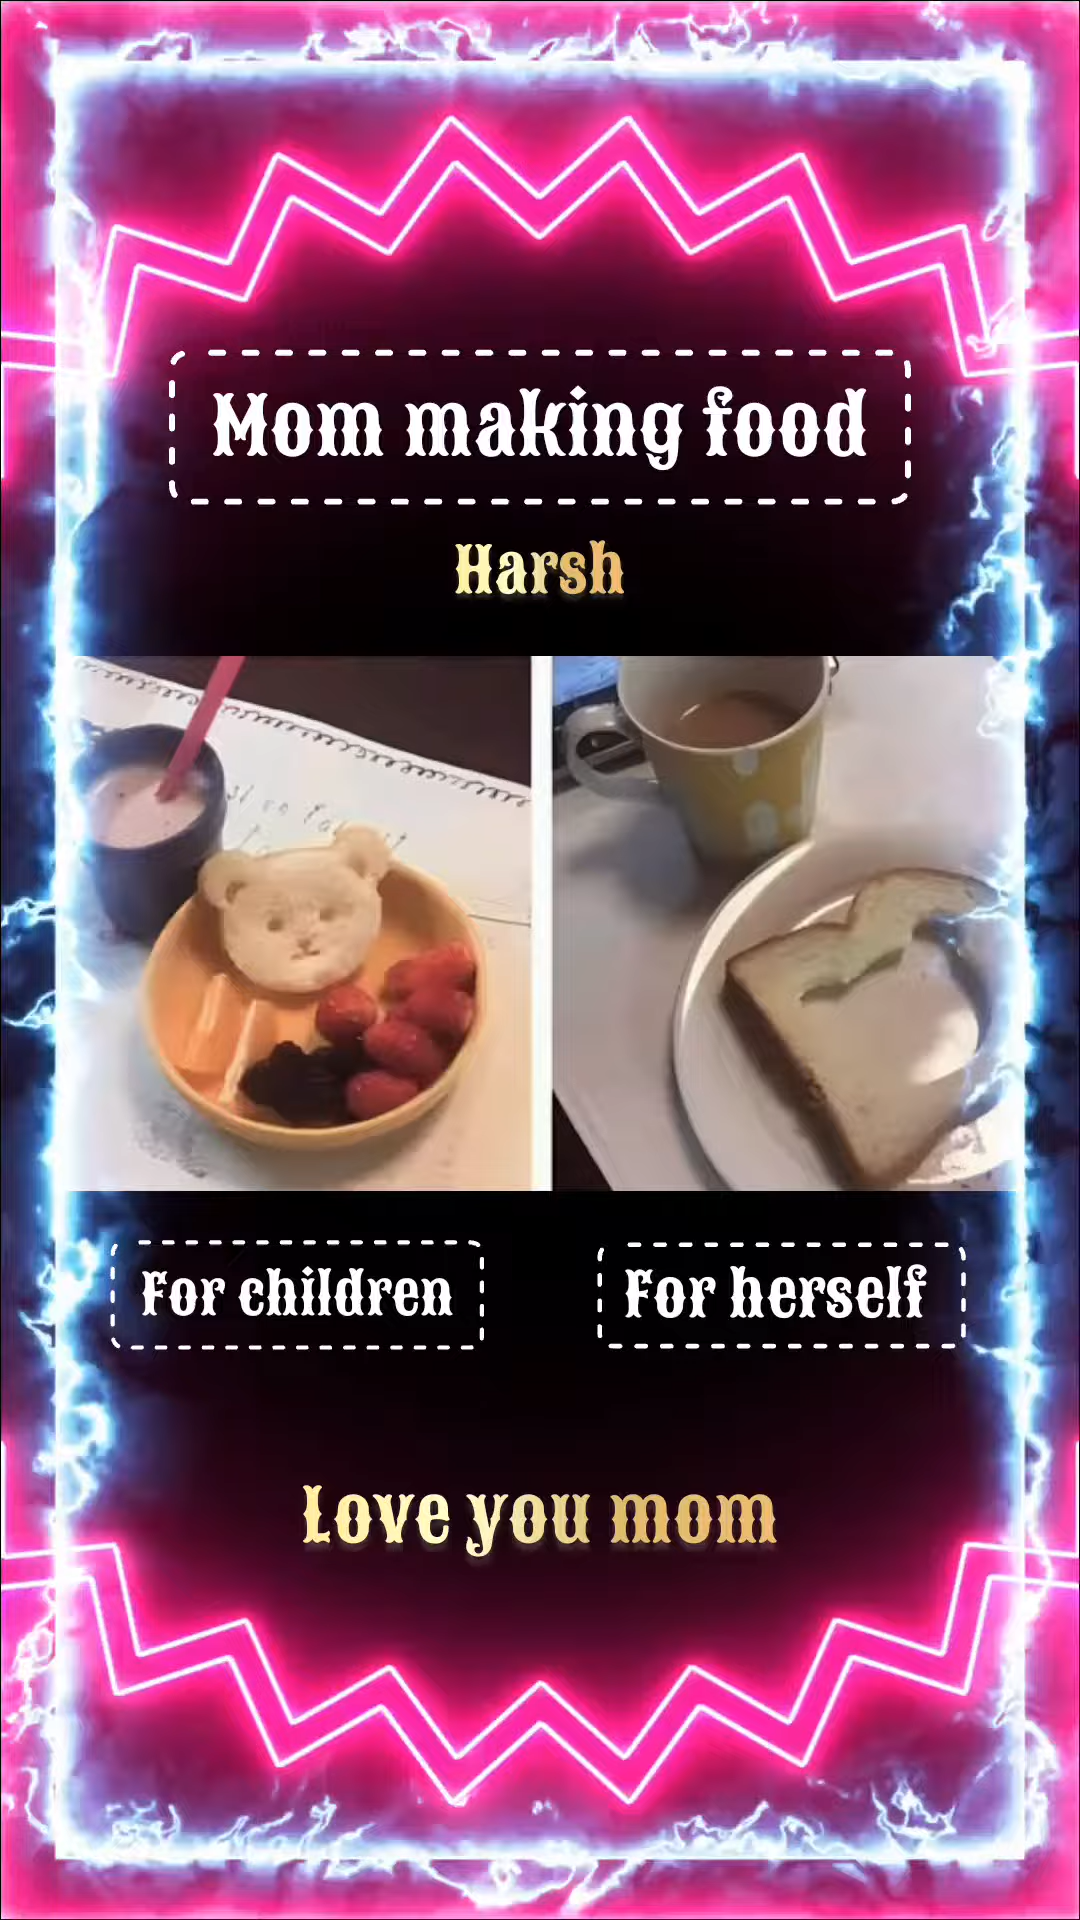 Mom making food
Harsh
For children
For herself
Love you mom